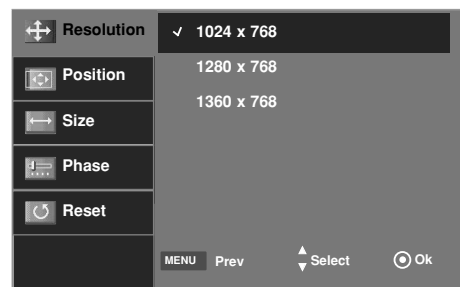 Resolution
1024 x 768
1280 x 768
1360 x 768
Position
Size
Phase
Reset
MENU Prev Select Ok